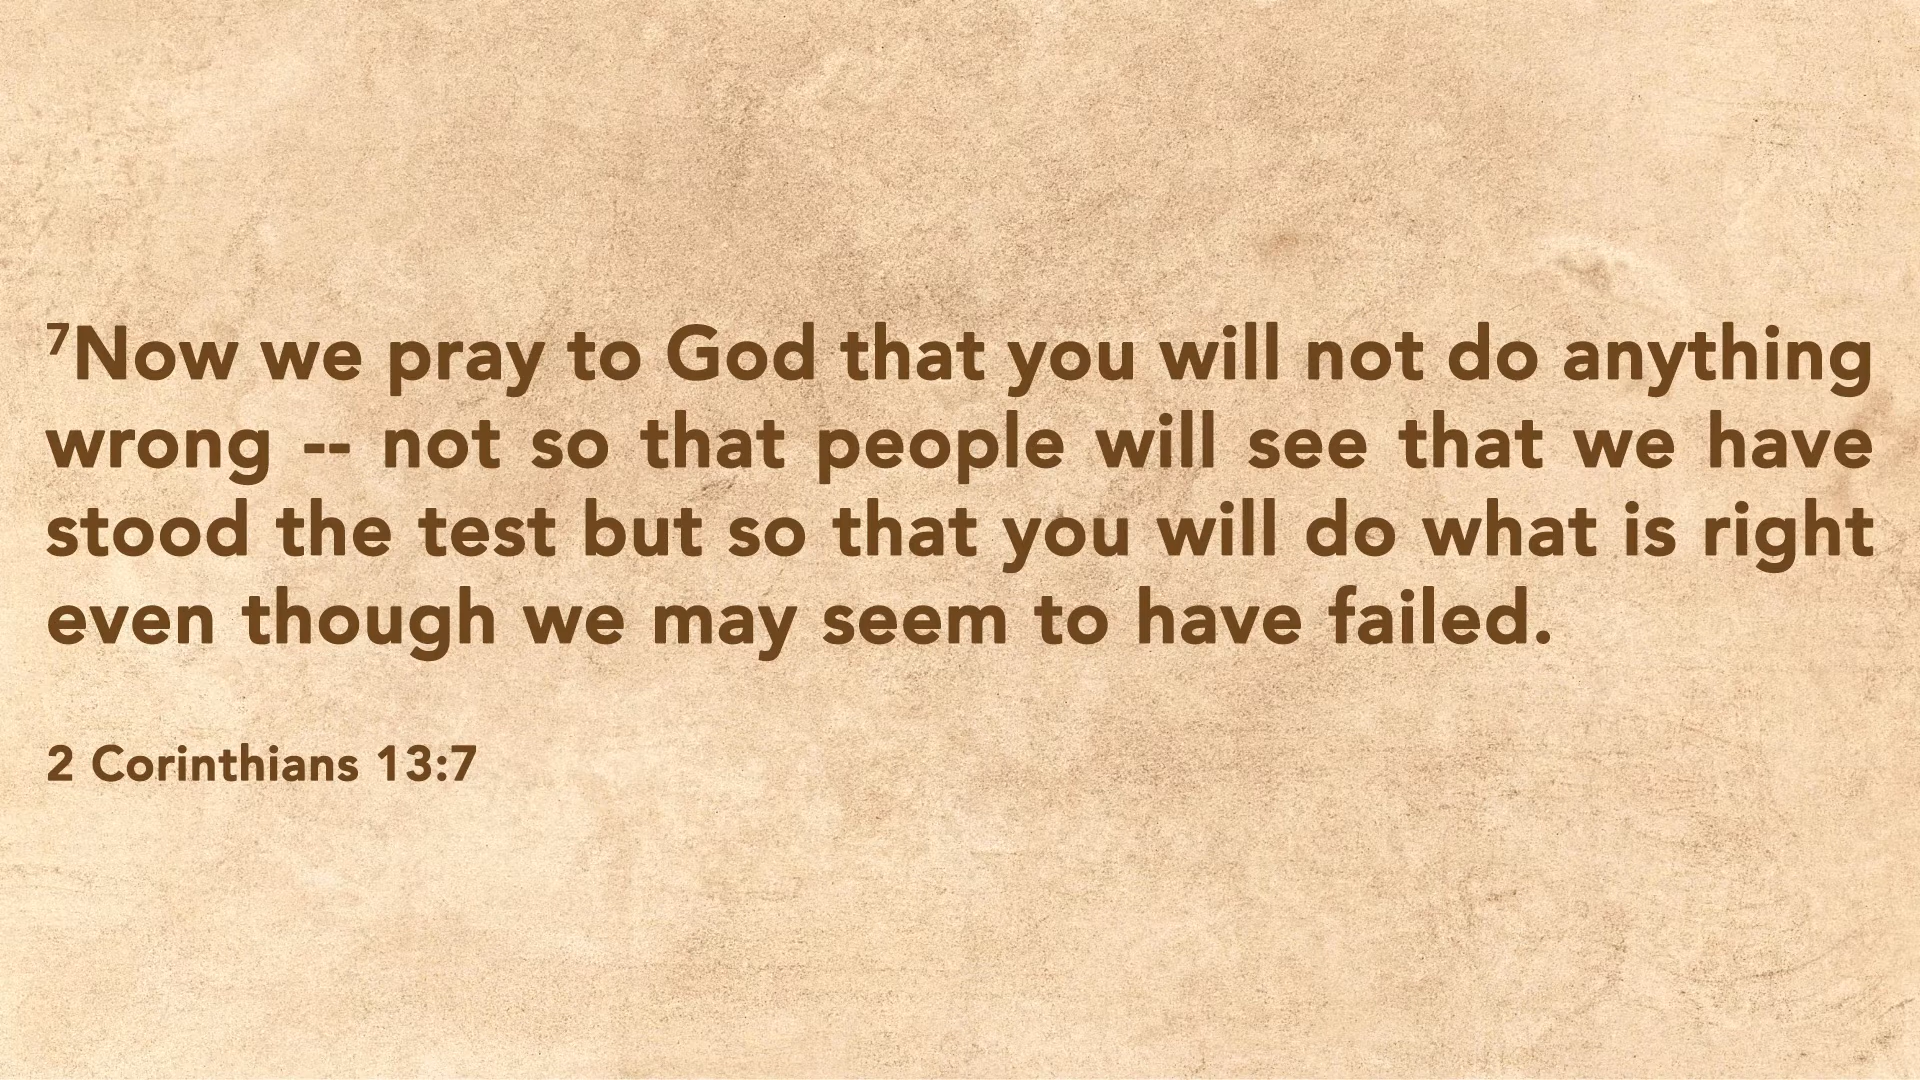 ⁷Now we pray to God that you will not do anything
wrong -- not so that people will see that we have
stood the test but so that you will do what is right
even though we may seem to have failed.
2 Corinthians 13:7